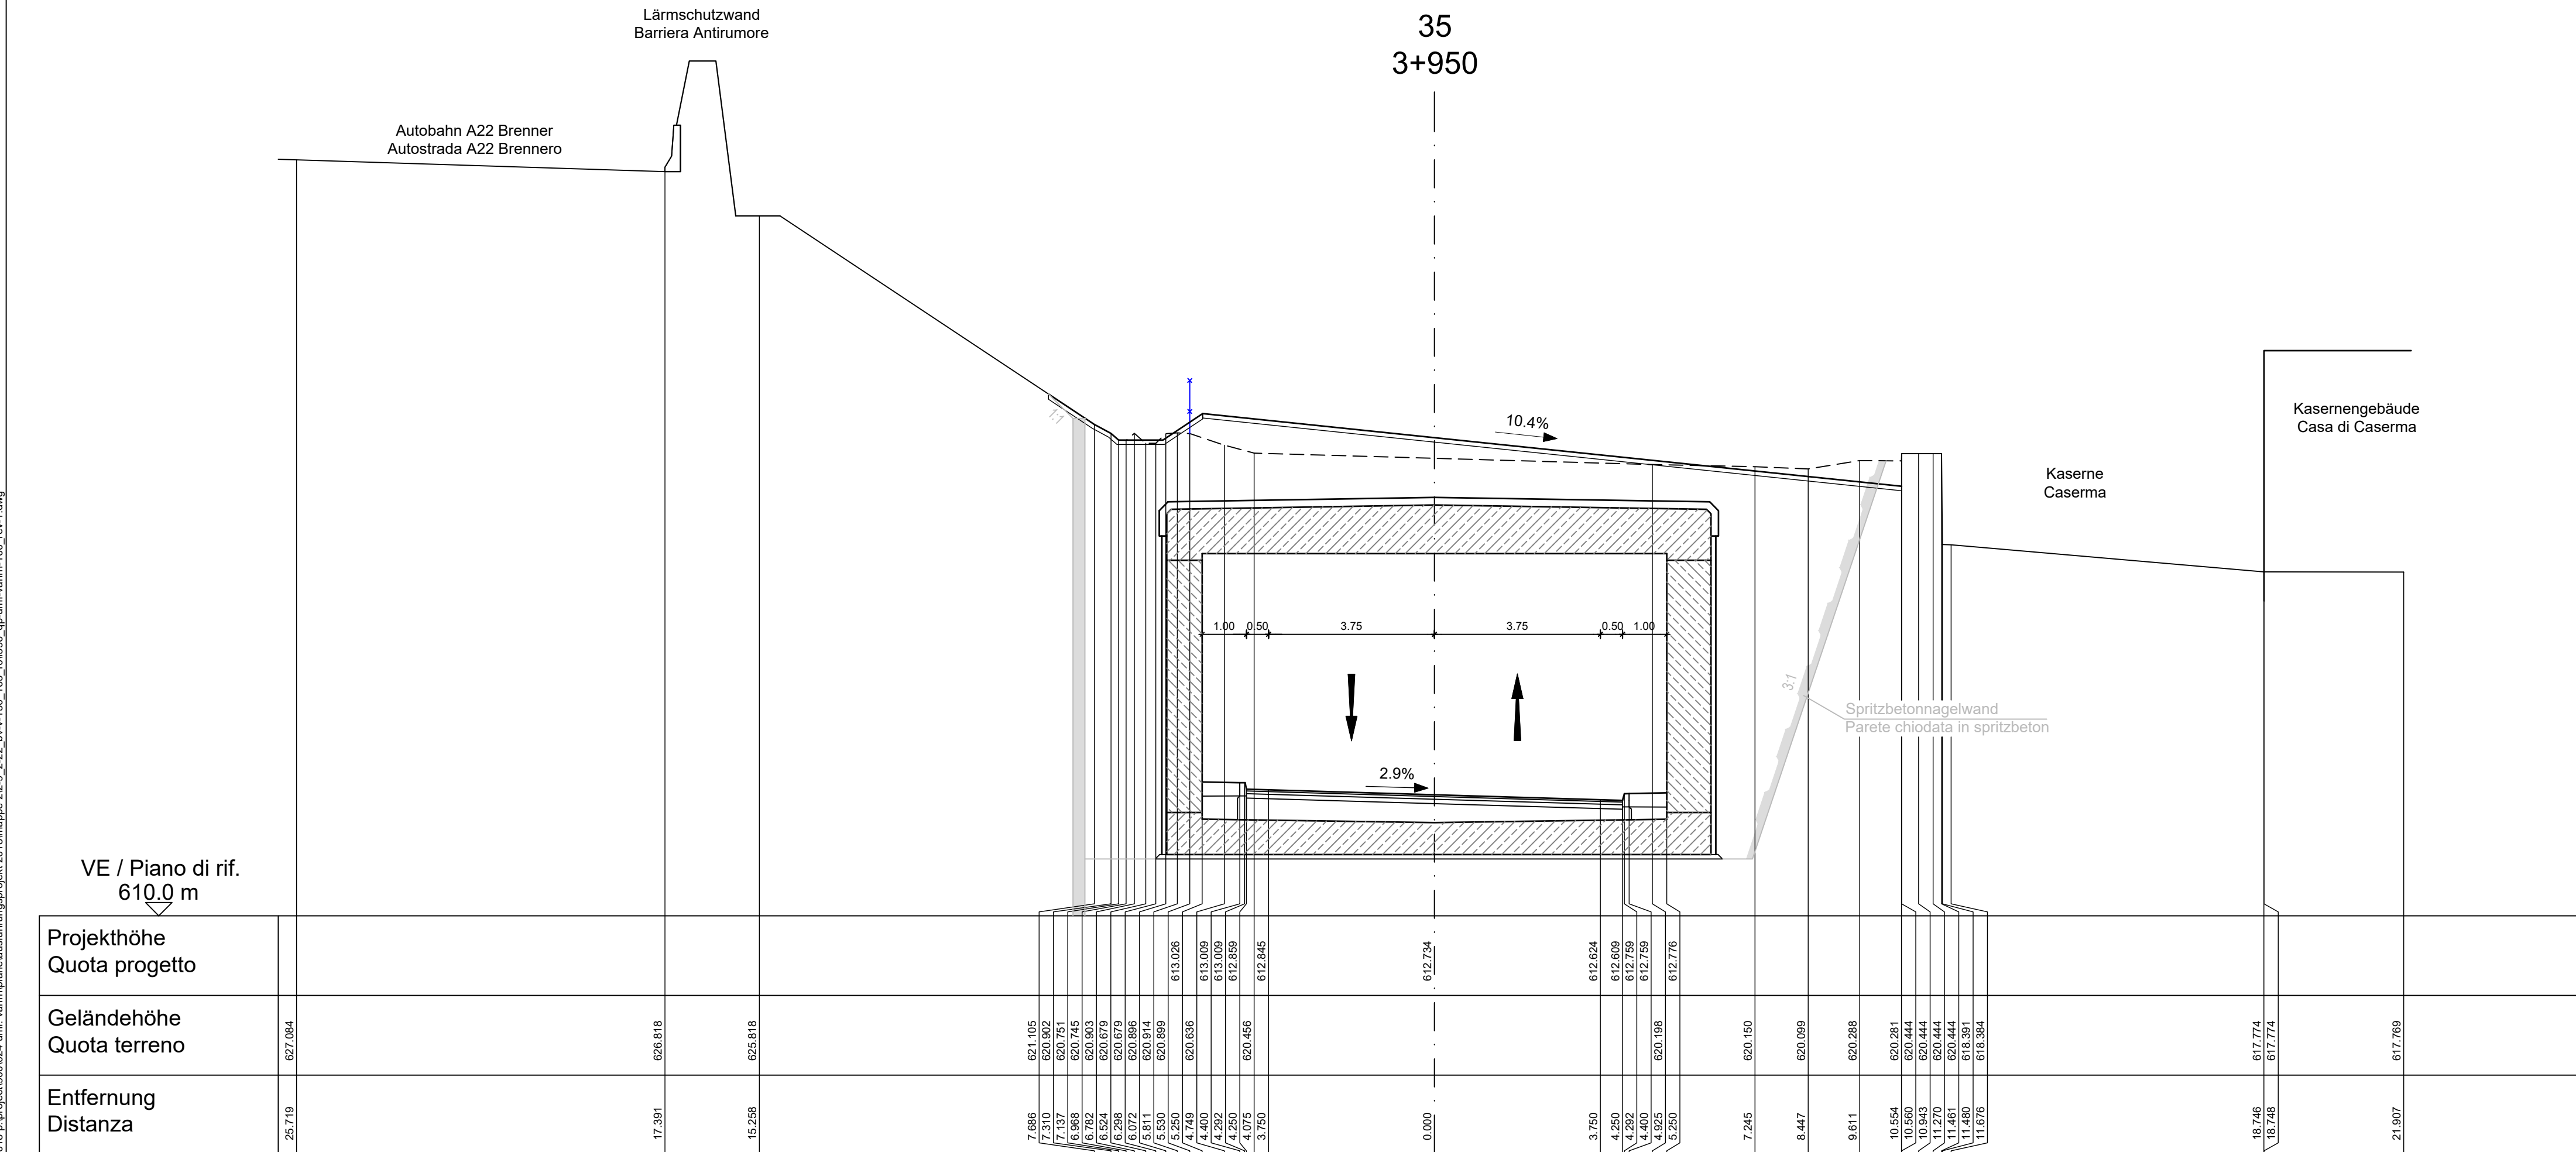 Lärmschutzwand
Barriera Antirumore
35
3+950
Autobahn A22 Brenner
Autostrada A22 Brennero
1:1
10.4%
Kasernengebäude
Casa di Caserma
Kaserne
Caserma
1.00 0.50 3.75 3.75 0.50 1.00
3:1
Spritzbetonnagelwand
Parete chiodata in spritzbeton
2.9%
VE / Piano di rif.
610.0 m
Projekthöhe
Quota progetto
613.026 613.009 613.009 612.859 612.845 612.734 612.624 612.609 612.759 612.759 612.776
Geländehöhe
Quota terreno
627.084 626.818 625.818 621.105 620.902 620.751 620.745 620.903 620.679 620.679 620.896 620.914 620.899 620.636 620.456 620.198 620.150 620.099 620.288 620.281 620.444 620.444 620.444 620.444 618.391 618.384 617.774 617.774 617.769
Entfernung
Distanza
25.719 17.391 15.258 7.686 7.310 7.137 6.968 6.782 6.524 6.298 6.072 5.811 5.530 5.250 4.749 4.400 4.292 4.250 4.075 3.750 0.000 3.750 4.250 4.292 4.400 4.925 5.250 7.245 8.447 9.611 10.554 10.560 10.943 11.270 11.461 11.480 11.676 18.746 18.748 21.907